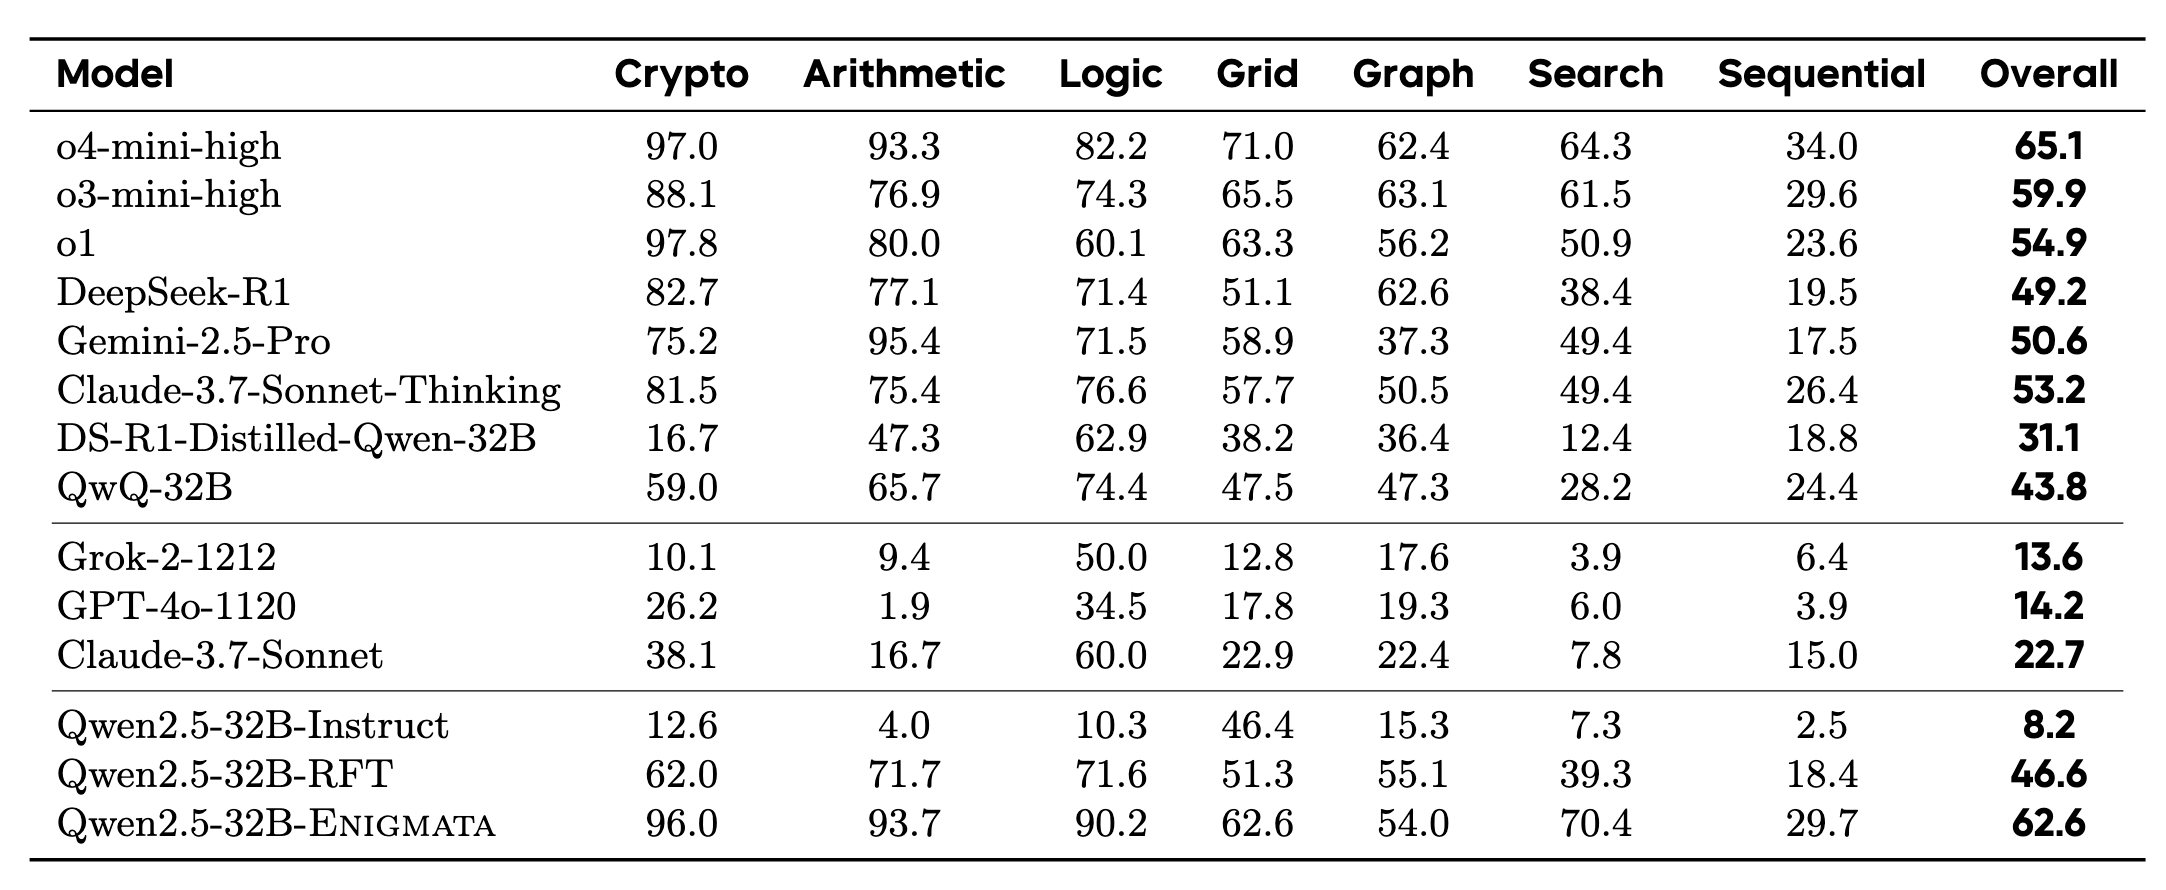 Model Crypto Arithmetic Logic Grid Graph Search Sequential Overall
o4-mini-high 97.0 93.3 82.2 71.0 62.4 64.3 34.0 65.1
o3-mini-high 88.1 76.9 74.3 65.5 63.1 61.5 29.6 59.9
o1 97.8 80.0 60.1 63.3 56.2 50.9 23.6 54.9
DeepSeek-R1 82.7 77.1 71.4 51.1 62.6 38.4 19.5 49.2
Gemini-2.5-Pro 75.2 95.4 71.5 58.9 37.3 49.4 17.5 50.6
Claude-3.7-Sonnet-Thinking 81.5 75.4 76.6 57.7 50.5 49.4 26.4 53.2
DS-R1-Distilled-Qwen-32B 16.7 47.3 62.9 38.2 36.4 12.4 18.8 31.1
QwQ-32B 59.0 65.7 74.4 47.5 47.3 28.2 24.4 43.8
Grok-2-1212 10.1 9.4 50.0 12.8 17.6 3.9 6.4 13.6
GPT-4o-1120 26.2 1.9 34.5 17.8 19.3 6.0 3.9 14.2
Claude-3.7-Sonnet 38.1 16.7 60.0 22.9 22.4 7.8 15.0 22.7
Qwen2.5-32B-Instruct 12.6 4.0 10.3 46.4 15.3 7.3 2.5 8.2
Qwen2.5-32B-RFT 62.0 71.7 71.6 51.3 55.1 39.3 18.4 46.6
Qwen2.5-32B-ENIGMATA 96.0 93.7 90.2 62.6 54.0 70.4 29.7 62.6